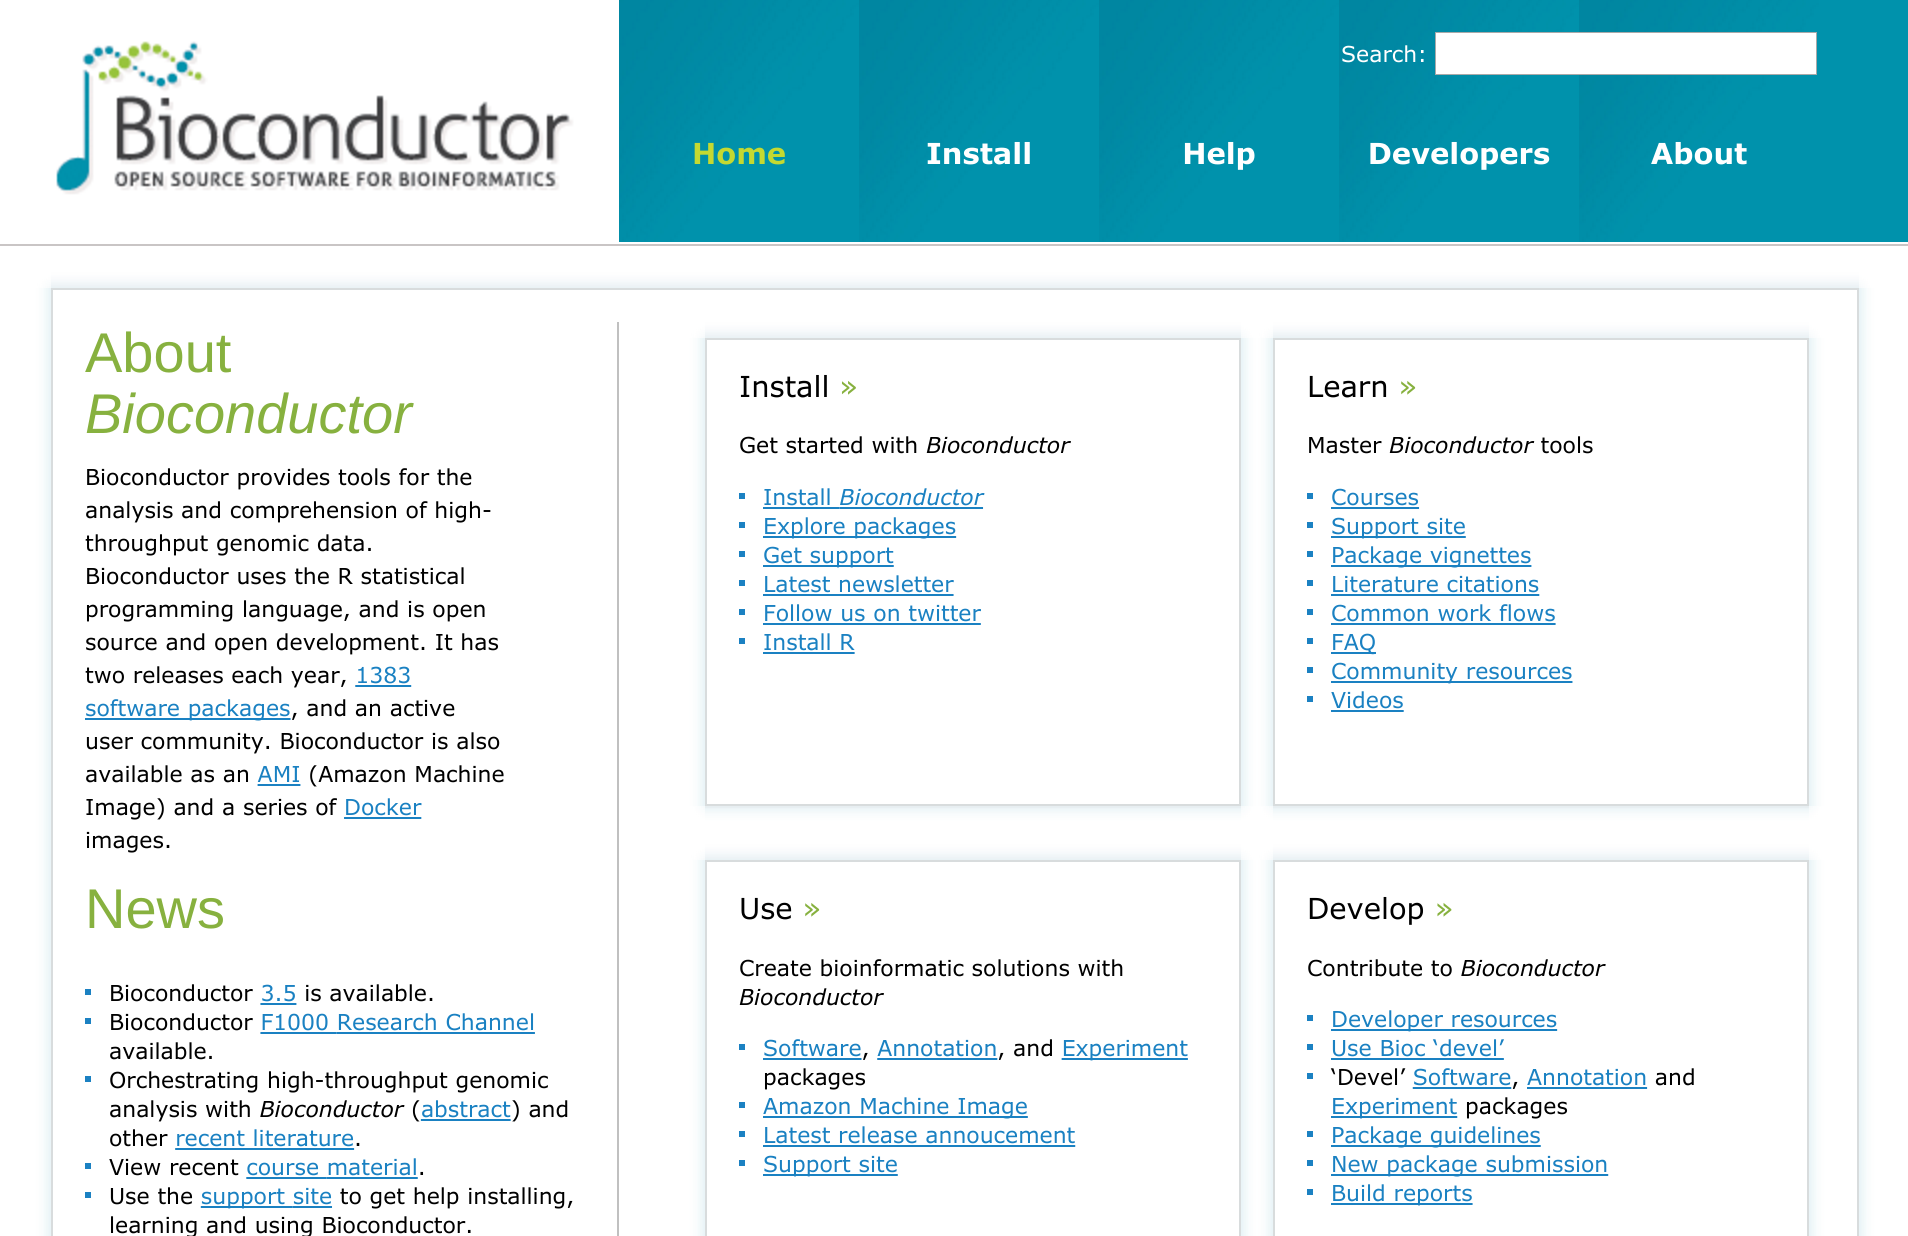 Bioconductor
OPEN SOURCE SOFTWARE FOR BIOINFORMATICS
Search:
Home
Install
Help
Developers
About
About
Bioconductor
Bioconductor provides tools for the
analysis and comprehension of high-
throughput genomic data.
Bioconductor uses the R statistical
programming language, and is open
source and open development. It has
two releases each year, 1383
software packages, and an active
user community. Bioconductor is also
available as an AMI (Amazon Machine
Image) and a series of Docker
images.
News
Bioconductor 3.5 is available.
Bioconductor F1000 Research Channel
available.
Orchestrating high-throughput genomic
analysis with Bioconductor (abstract) and
other recent literature.
View recent course material.
Use the support site to get help installing,
learning and using Bioconductor.
Install »
Get started with Bioconductor
Install Bioconductor
Explore packages
Get support
Latest newsletter
Follow us on twitter
Install R
Learn »
Master Bioconductor tools
Courses
Support site
Package vignettes
Literature citations
Common work flows
FAQ
Community resources
Videos
Use »
Create bioinformatic solutions with
Bioconductor
Software, Annotation, and Experiment
packages
Amazon Machine Image
Latest release annoucement
Support site
Develop »
Contribute to Bioconductor
Developer resources
Use Bioc ‘devel’
‘Devel’ Software, Annotation and
Experiment packages
Package guidelines
New package submission
Build reports